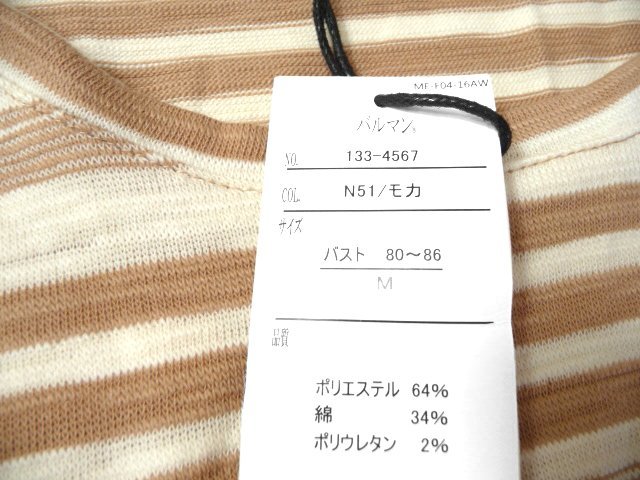 MF-F04-16AW
バルマン。
NO. 133-4567
COL. N51/モカ
サイズ
バスト 80〜86
M
品質
ポリエステル 64%
綿 34%
ポリウレタン 2%